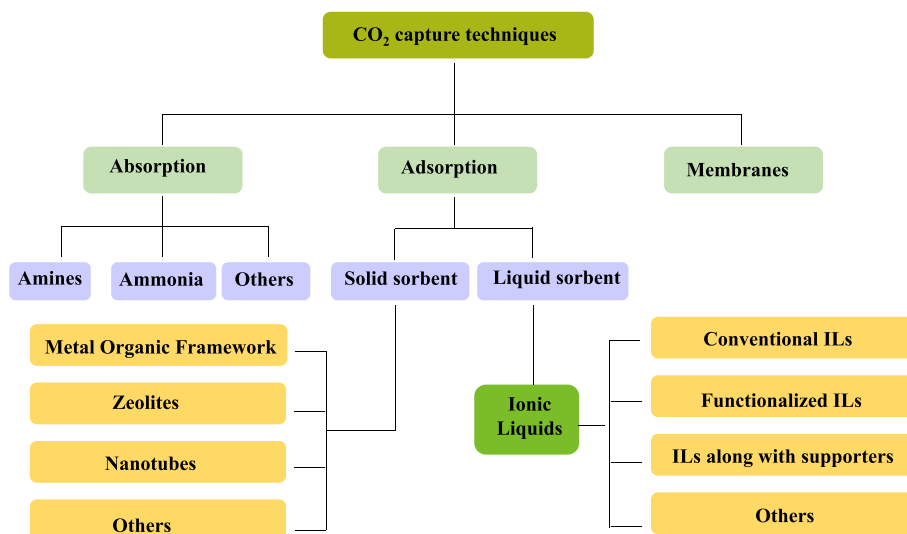 CO₂ capture techniques
Absorption
Adsorption
Membranes
Amines
Ammonia
Others
Solid sorbent
Liquid sorbent
Metal Organic Framework
Zeolites
Nanotubes
Others
Ionic
Liquids
Conventional ILs
Functionalized ILs
ILs along with supporters
Others